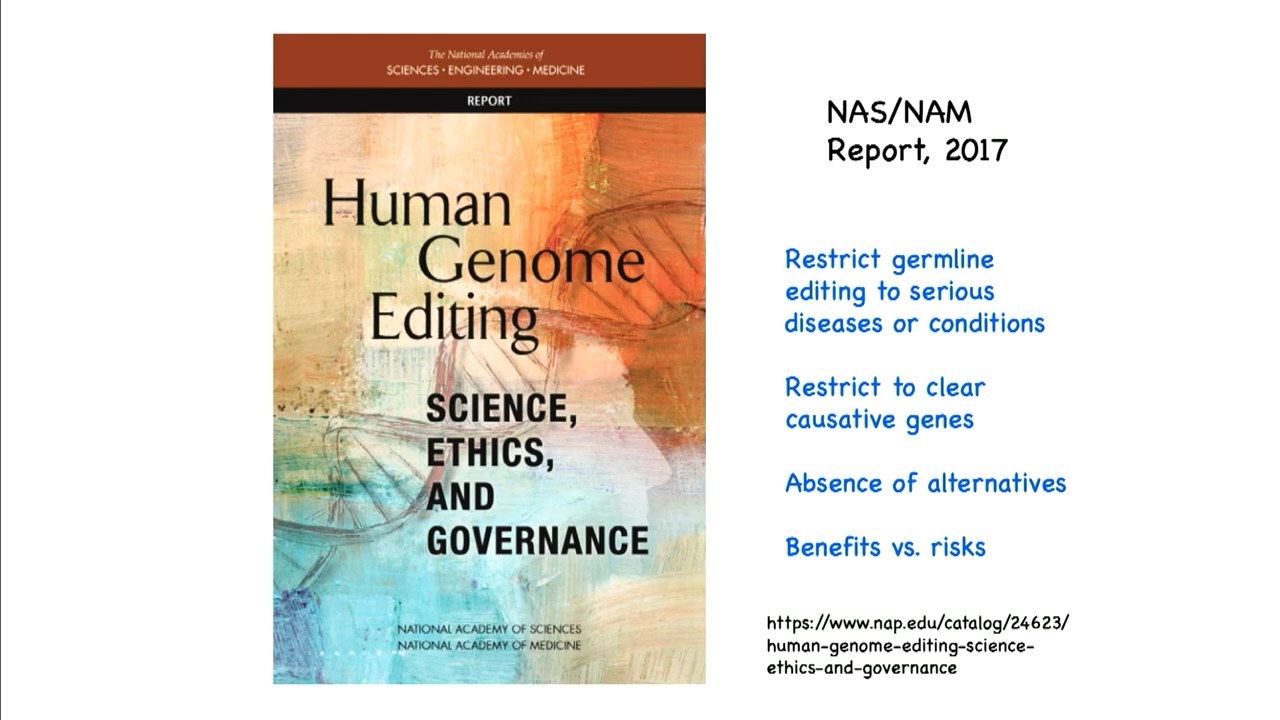 The National Academies of
SCIENCES • ENGINEERING • MEDICINE
REPORT
Human
Genome
Editing
SCIENCE,
ETHICS,
AND
GOVERNANCE
NATIONAL ACADEMY OF SCIENCES
NATIONAL ACADEMY OF MEDICINE
NAS/NAM
Report, 2017
Restrict germline
editing to serious
diseases or conditions
Restrict to clear
causative genes
Absence of alternatives
Benefits vs. risks
https://www.nap.edu/catalog/24623/
human-genome-editing-science-
ethics-and-governance